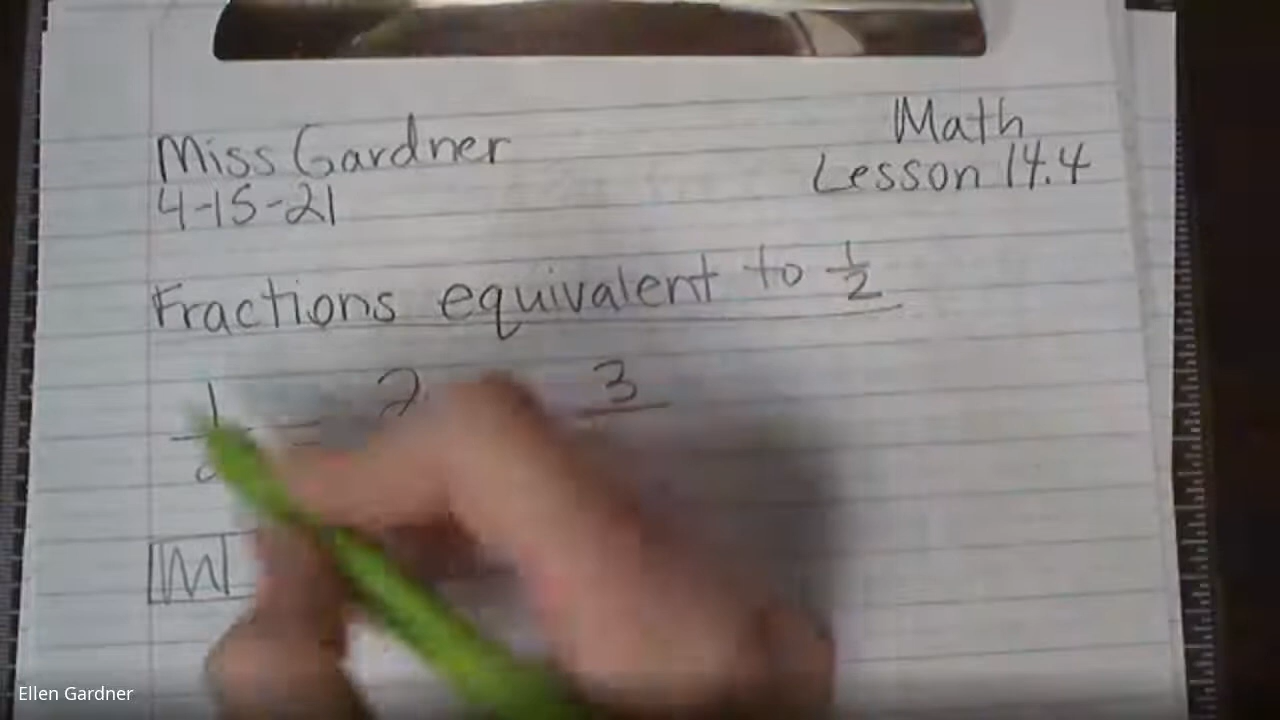 Miss Gardner
Math
4-15-21
Lesson 14.4
Fractions equivalent to 1/2
1 = 2 3
Ellen Gardner